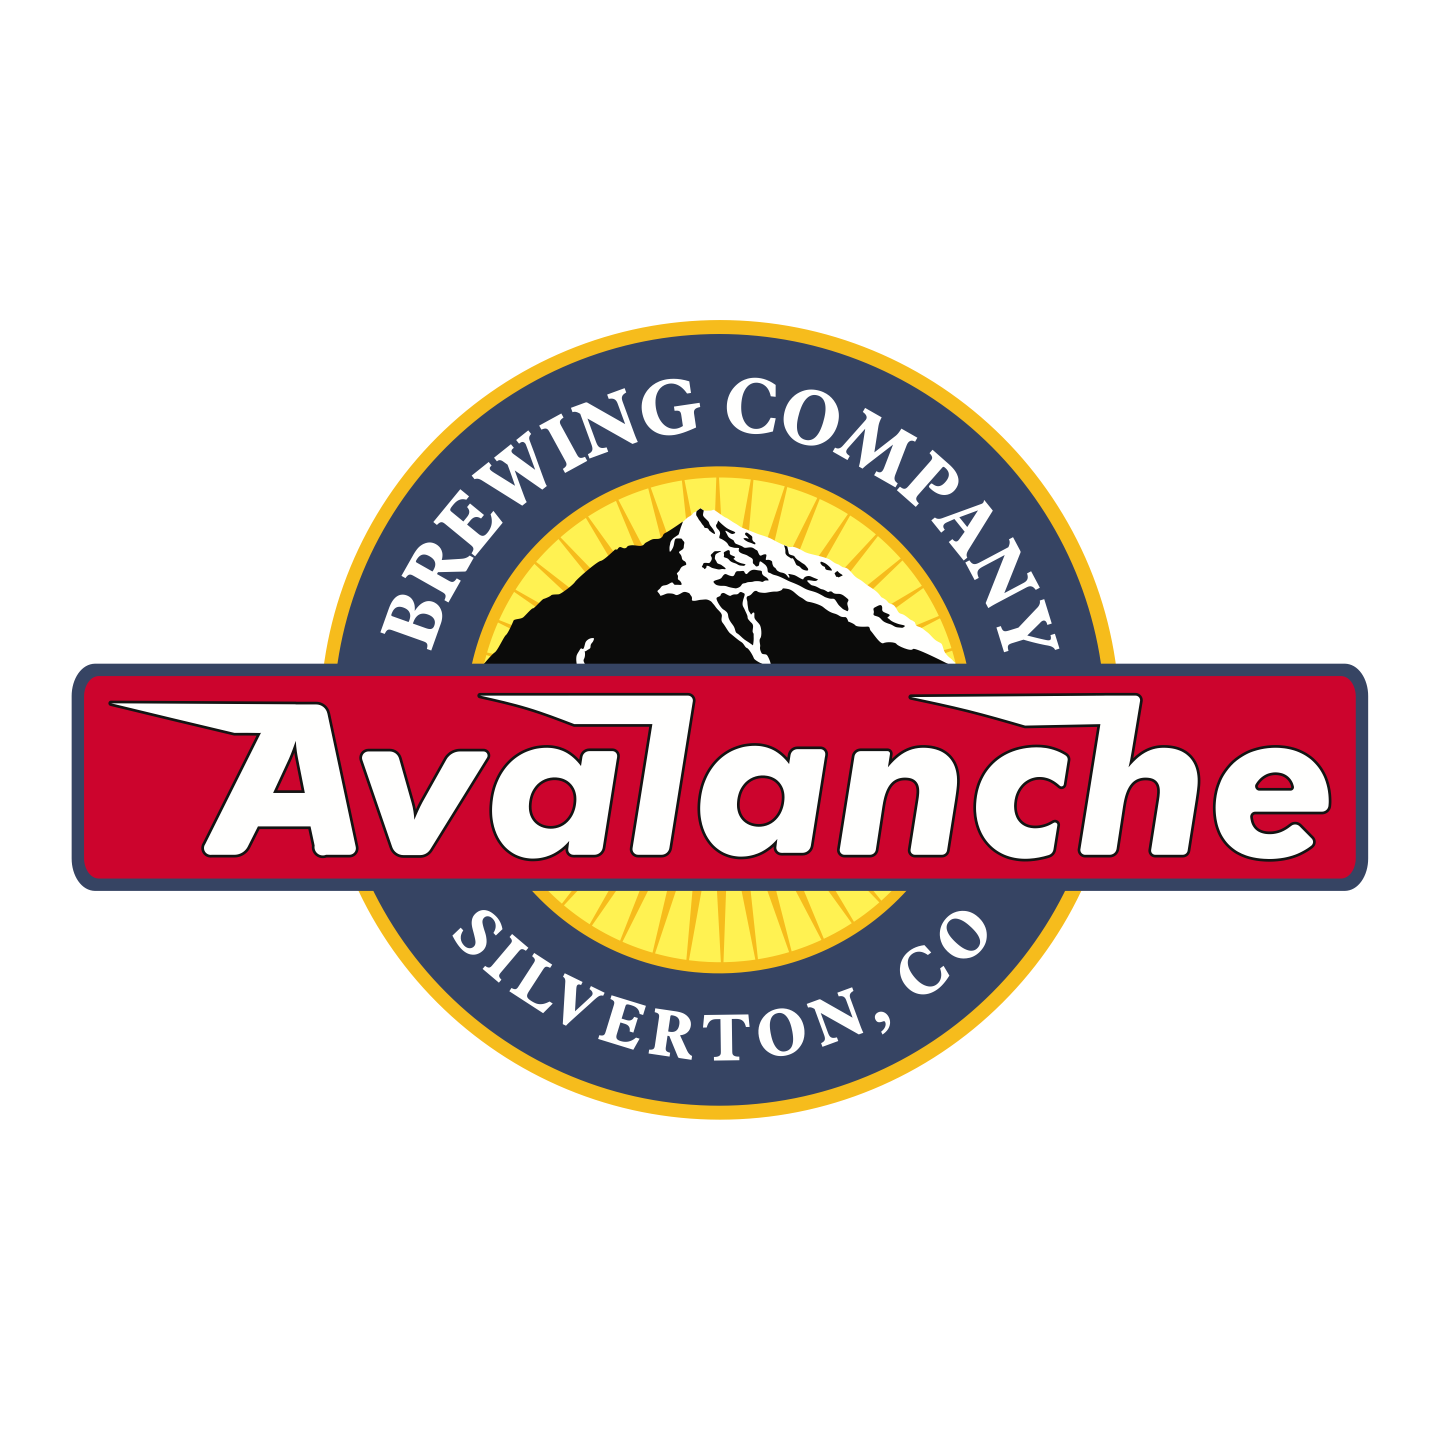 BREWING COMPANY
Avalanche
SILVERTON, CO